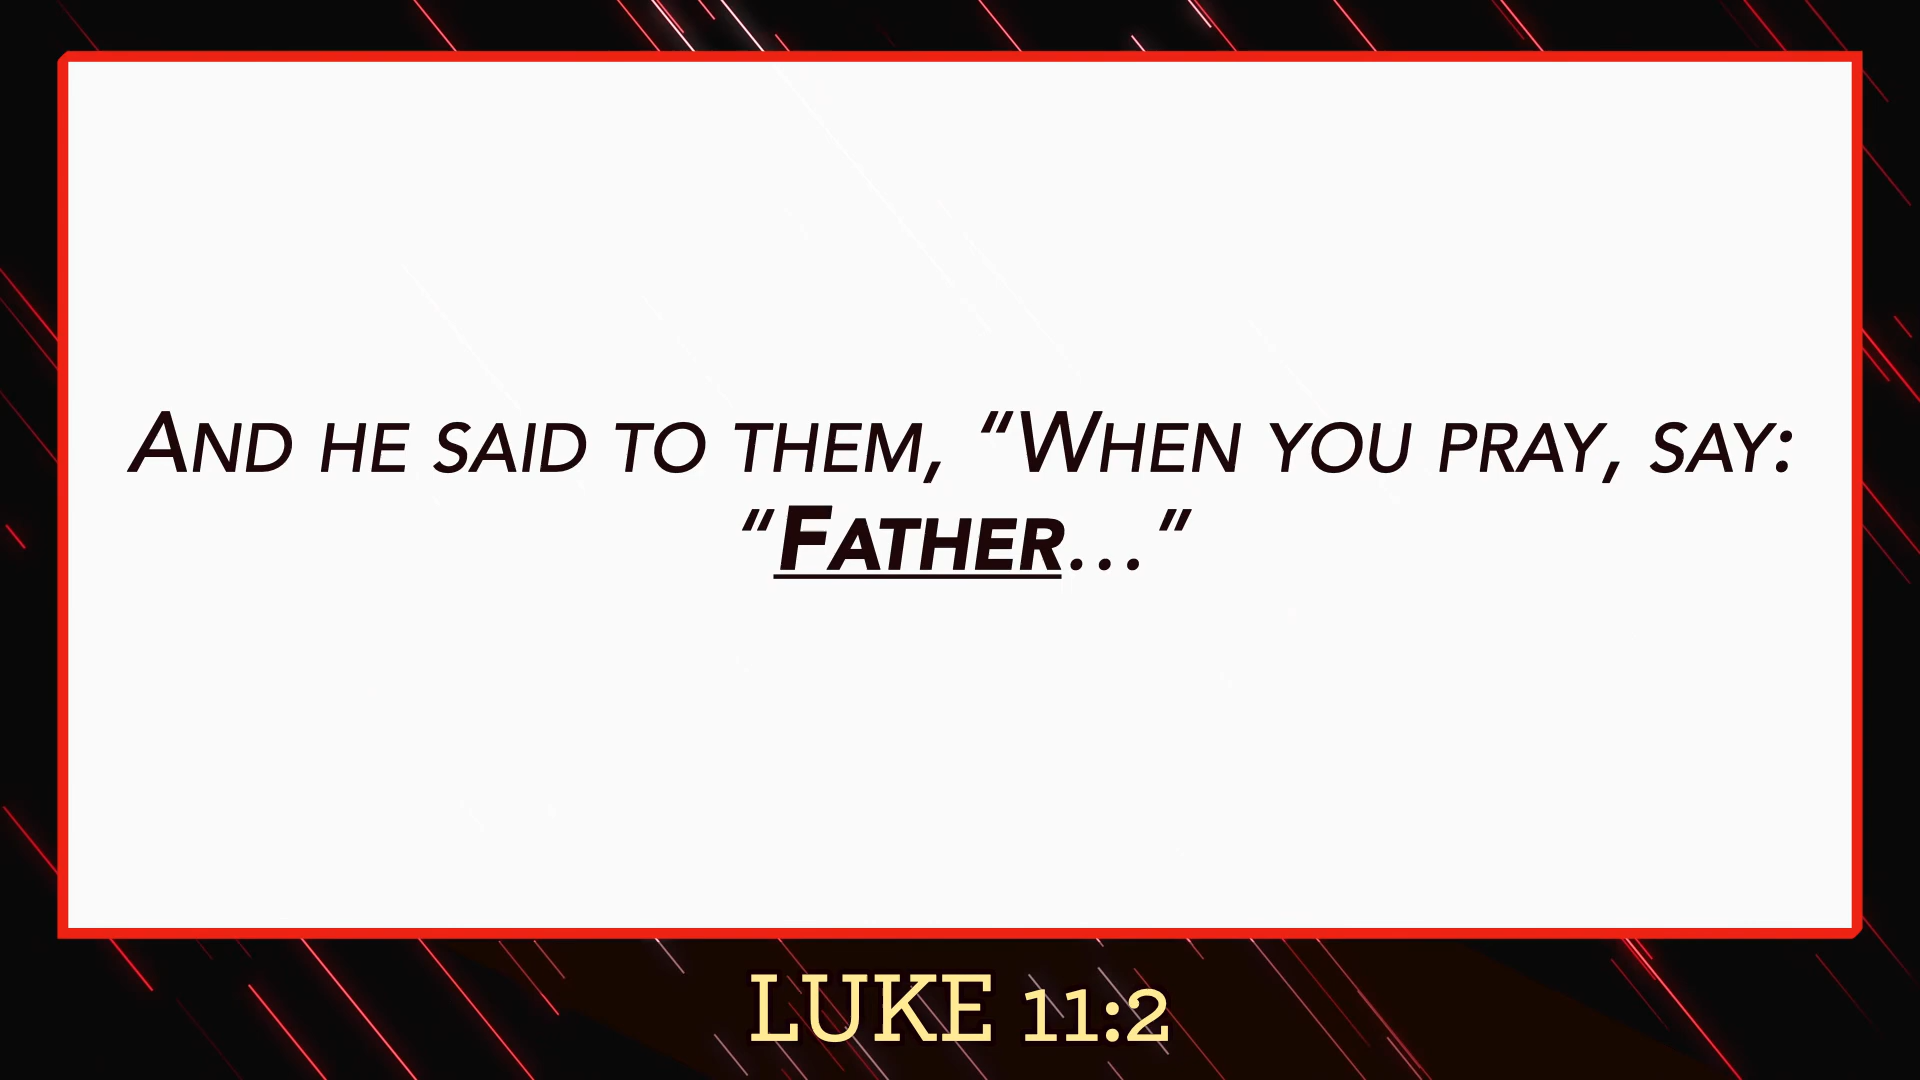 And he said to them, “When you pray, say:
“Father…”
LUKE 11:2